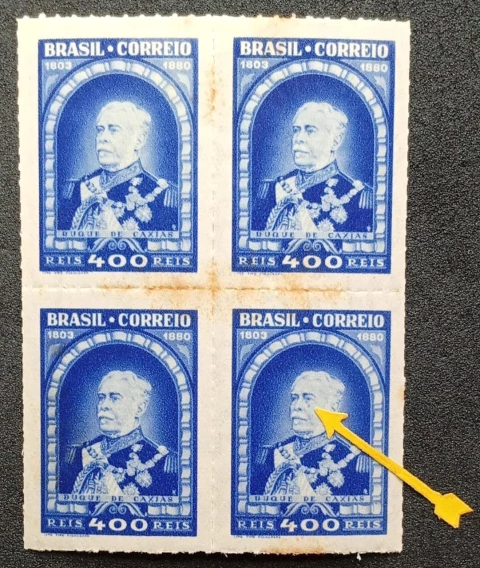 BRASIL · CORREIO
1803 1880
DUQUE DE CAXIAS
REIS 400 REIS
BRASIL · CORREIO
1803 1880
DUQUE DE CAXIAS
REIS 400 REIS
BRASIL · CORREIO
1803 1880
DUQUE DE CAXIAS
REIS 400 REIS
BRASIL · CORREIO
1803 1880
DUQUE DE CAXIAS
REIS 400 REIS